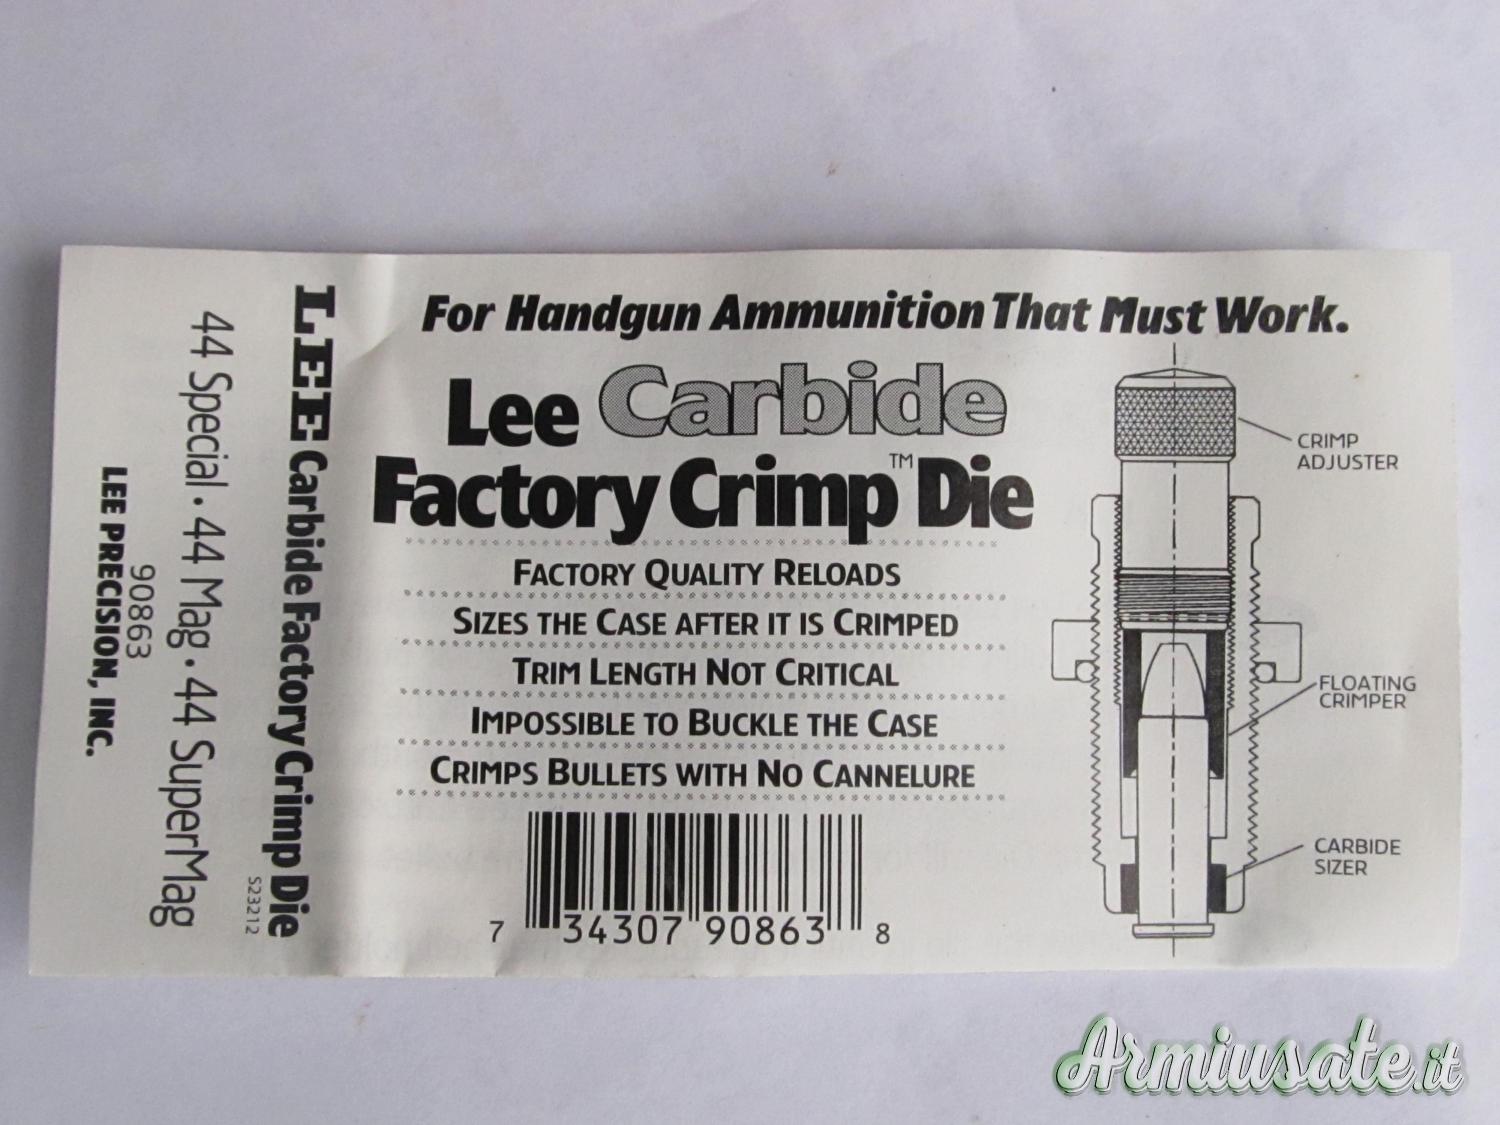 For Handgun Ammunition That Must Work.
Lee Carbide
Factory Crimp™ Die
FACTORY QUALITY RELOADS
SIZES THE CASE AFTER IT IS CRIMPED
TRIM LENGTH NOT CRITICAL
IMPOSSIBLE TO BUCKLE THE CASE
CRIMPS BULLETS WITH NO CANNELURE
7 34307 90863 8
CRIMP
ADJUSTER
FLOATING
CRIMPER
CARBIDE
SIZER
LEE Carbide Factory Crimp Die
S23212
44 Special • 44 Mag • 44 SuperMag
90863
LEE PRECISION, INC.
Armiusate.it